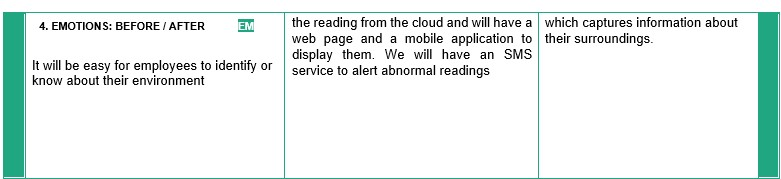 4. EMOTIONS: BEFORE / AFTER EM
It will be easy for employees to identify or
know about their environment
the reading from the cloud and will have a
web page and a mobile application to
display them. We will have an SMS
service to alert abnormal readings
which captures information about
their surroundings.